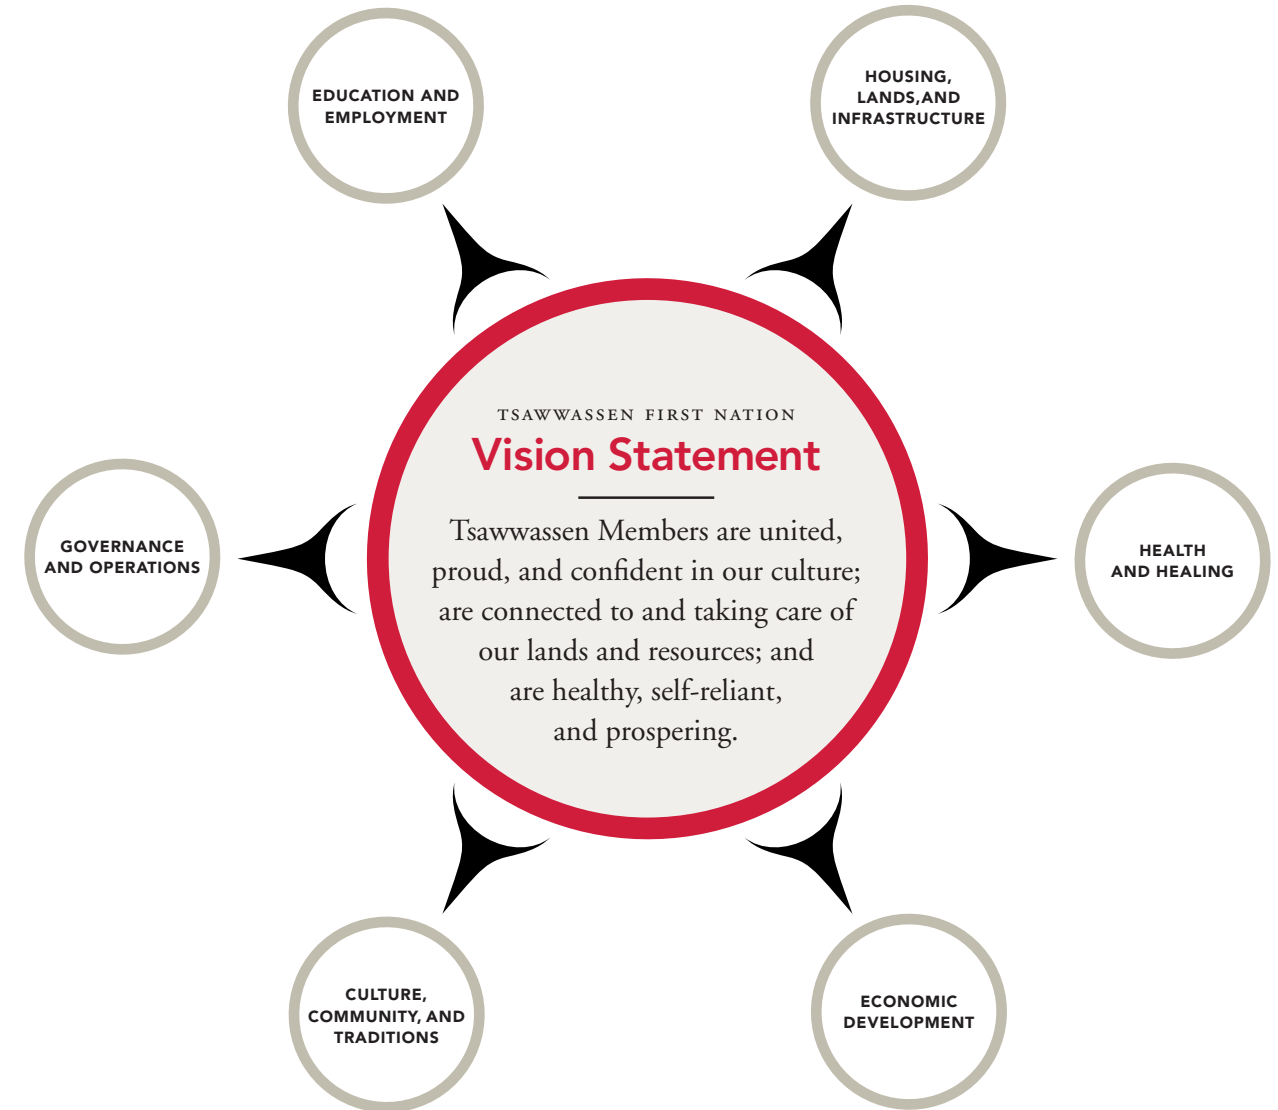 EDUCATION AND
EMPLOYMENT
HOUSING,
LANDS,AND
INFRASTRUCTURE
TSAWWASSEN FIRST NATION
Vision Statement
Tsawwassen Members are united,
proud, and confident in our culture;
are connected to and taking care of
our lands and resources; and
are healthy, self-reliant,
and prospering.
GOVERNANCE
AND OPERATIONS
HEALTH
AND HEALING
CULTURE,
COMMUNITY, AND
TRADITIONS
ECONOMIC
DEVELOPMENT